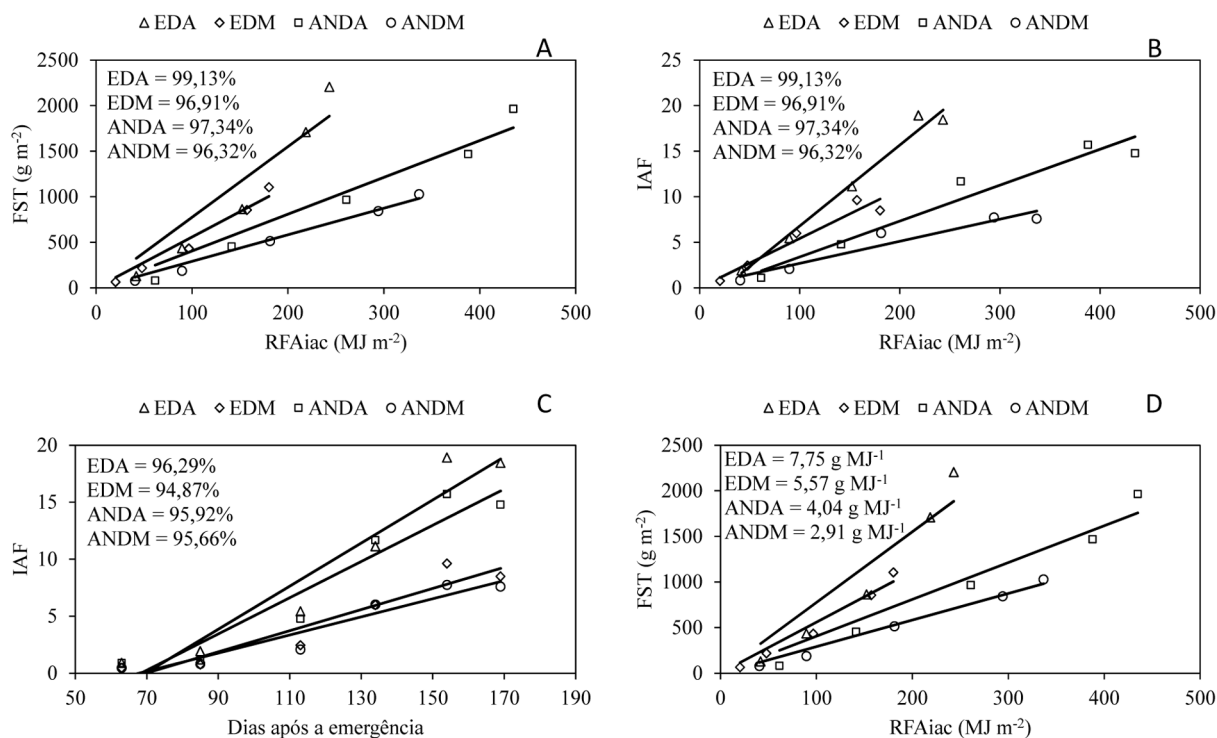 EDA EDM ANDA ANDM
A
EDA = 99,13%
EDM = 96,91%
ANDA = 97,34%
ANDM = 96,32%
FST (g m⁻²)
2500
2000
1500
1000
500
0
0 100 200 300 400 500
RFAiac (MJ m⁻²)
EDA EDM ANDA ANDM
B
EDA = 99,13%
EDM = 96,91%
ANDA = 97,34%
ANDM = 96,32%
IAF
25
20
15
10
5
0
0 100 200 300 400 500
RFAiac (MJ m⁻²)
EDA EDM ANDA ANDM
C
EDA = 96,29%
EDM = 94,87%
ANDA = 95,92%
ANDM = 95,66%
IAF
20
15
10
5
0
50 70 90 110 130 150 170 190
Dias após a emergência
EDA EDM ANDA ANDM
D
EDA = 7,75 g MJ⁻¹
EDM = 5,57 g MJ⁻¹
ANDA = 4,04 g MJ⁻¹
ANDM = 2,91 g MJ⁻¹
FST (g m⁻²)
2500
2000
1500
1000
500
0
0 100 200 300 400 500
RFAiac (MJ m⁻²)